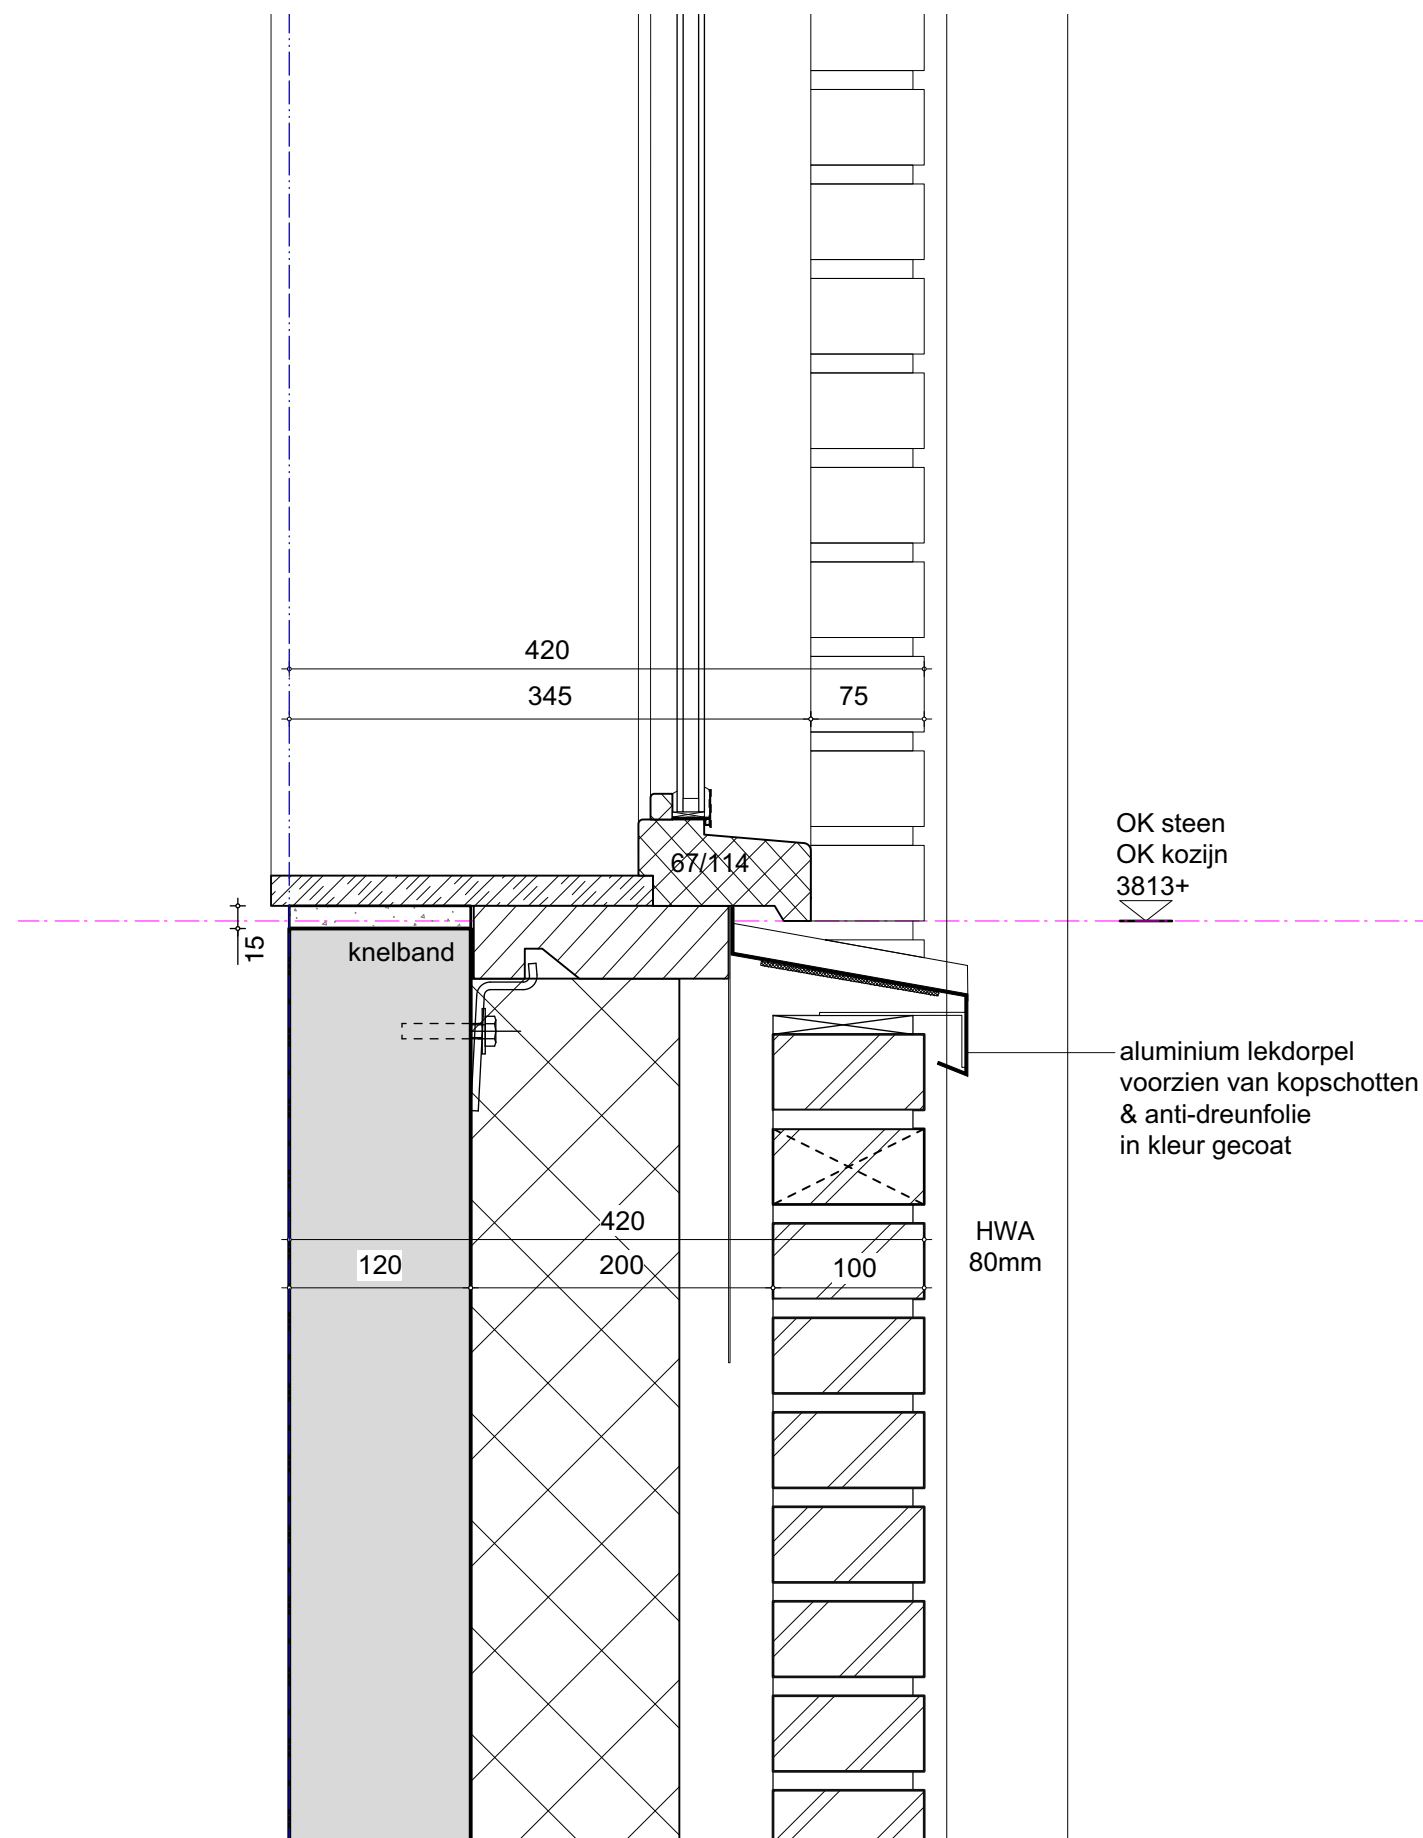 420
345
75
OK steen
OK kozijn
3813+
67/114
15
knelband
aluminium lekdorpel
voorzien van kopschotten
& anti-dreunfolie
in kleur gecoat
420
120
200
100
HWA
80mm